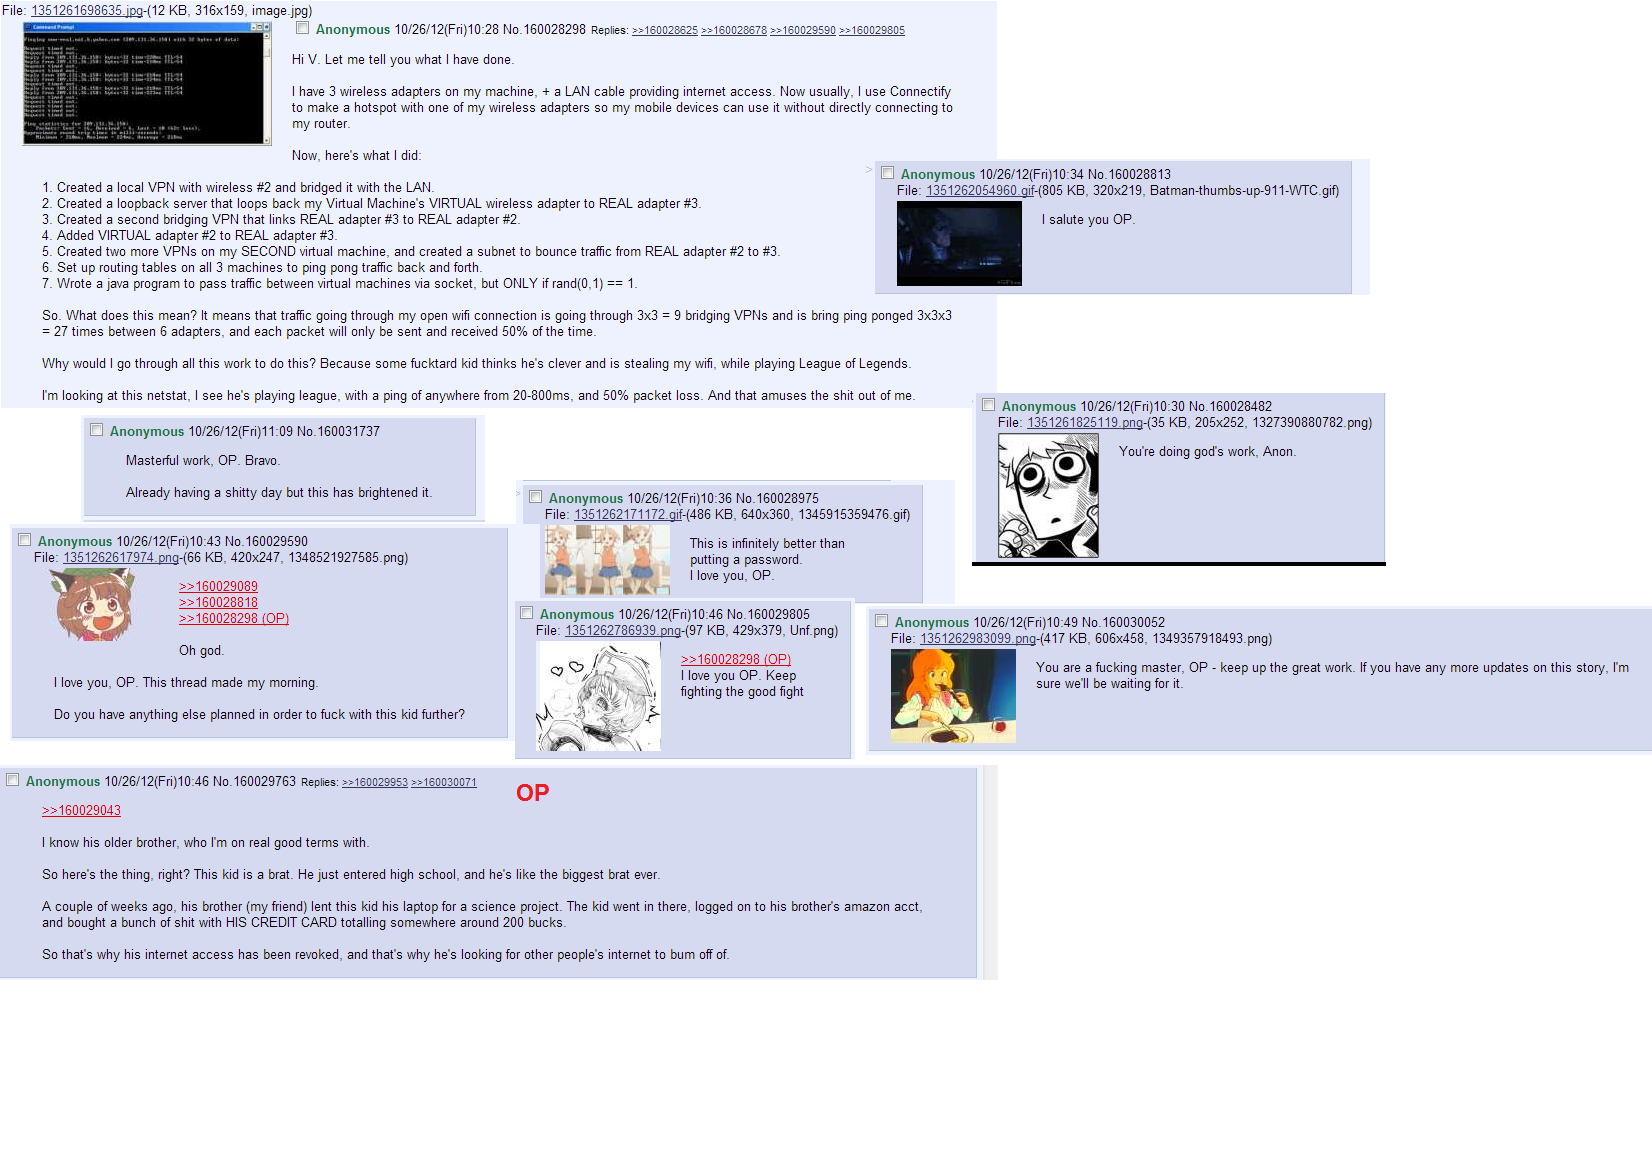 File: 1351261698635.jpg-(12 KB, 316x159, image.jpg)
Command Prompt
Request timed out.
Request timed out.
Request timed out.
Request timed out.
Request timed out.
Anonymous 10/26/12(Fri)10:28 No.160028298 Replies: >>160028625 >>160028678 >>160029590 >>160029805
Hi V. Let me tell you what I have done.
I have 3 wireless adapters on my machine, + a LAN cable providing internet access. Now usually, I use Connectify
to make a hotspot with one of my wireless adapters so my mobile devices can use it without directly connecting to
my router.
Now, here's what I did:
1. Created a local VPN with wireless #2 and bridged it with the LAN.
2. Created a loopback server that loops back my Virtual Machine's VIRTUAL wireless adapter to REAL adapter #3.
3. Created a second bridging VPN that links REAL adapter #3 to REAL adapter #2.
4. Added VIRTUAL adapter #2 to REAL adapter #3.
5. Created two more VPNs on my SECOND virtual machine, and created a subnet to bounce traffic from REAL adapter #2 to #3.
6. Set up routing tables on all 3 machines to ping pong traffic back and forth.
7. Wrote a java program to pass traffic between virtual machines via socket, but ONLY if rand(0,1) == 1.
So. What does this mean? It means that traffic going through my open wifi connection is going through 3x3 = 9 bridging VPNs and is bring ping ponged 3x3x3
= 27 times between 6 adapters, and each packet will only be sent and received 50% of the time.
Why would I go through all this work to do this? Because some fucktard kid thinks he's clever and is stealing my wifi, while playing League of Legends.
I'm looking at this netstat, I see he's playing league, with a ping of anywhere from 20-800ms, and 50% packet loss. And that amuses the shit out of me.
> Anonymous 10/26/12(Fri)10:34 No.160028813
File: 1351262054960.gif-(805 KB, 320x219, Batman-thumbs-up-911-WTC.gif)
I salute you OP.
Anonymous 10/26/12(Fri)10:30 No.160028482
File: 1351261825119.png-(35 KB, 205x252, 1327390880782.png)
You're doing god's work, Anon.
Anonymous 10/26/12(Fri)11:09 No.160031737
Masterful work, OP. Bravo.
Already having a shitty day but this has brightened it.
> Anonymous 10/26/12(Fri)10:36 No.160028975
File: 1351262171172.gif-(486 KB, 640x360, 1345915359476.gif)
This is infinitely better than
putting a password.
I love you, OP.
Anonymous 10/26/12(Fri)10:43 No.160029590
File: 1351262617974.png-(66 KB, 420x247, 1348521927585.png)
>>160029089
>>160028818
>>160028298 (OP)
Oh god.
I love you, OP. This thread made my morning.
Do you have anything else planned in order to fuck with this kid further?
Anonymous 10/26/12(Fri)10:46 No.160029805
File: 1351262786939.png-(97 KB, 429x379, Unf.png)
>>160028298 (OP)
I love you OP. Keep
fighting the good fight
Anonymous 10/26/12(Fri)10:49 No.160030052
File: 1351262983099.png-(417 KB, 606x458, 1349357918493.png)
You are a fucking master, OP - keep up the great work. If you have any more updates on this story, I'm
sure we'll be waiting for it.
Anonymous 10/26/12(Fri)10:46 No.160029763 Replies: >>160029953 >>160030071
OP
>>160029043
I know his older brother, who I'm on real good terms with.
So here's the thing, right? This kid is a brat. He just entered high school, and he's like the biggest brat ever.
A couple of weeks ago, his brother (my friend) lent this kid his laptop for a science project. The kid went in there, logged on to his brother's amazon acct,
and bought a bunch of shit with HIS CREDIT CARD totalling somewhere around 200 bucks.
So that's why his internet access has been revoked, and that's why he's looking for other people's internet to bum off of.